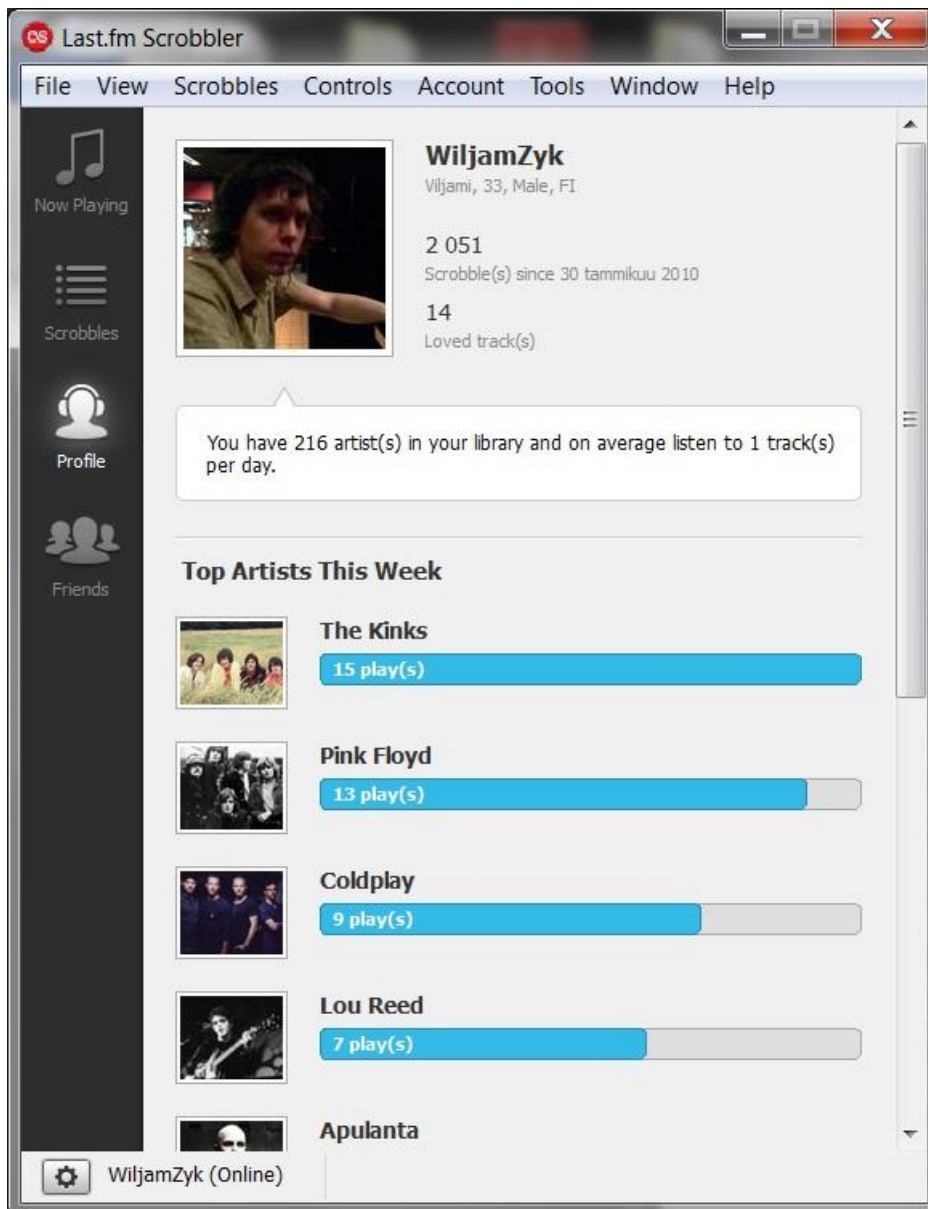 Last.fm Scrobbler
File View Scrobbles Controls Account Tools Window Help
Now Playing
Scrobbles
Profile
Friends
WiljamZyk
Viljami, 33, Male, FI
2 051
Scrobble(s) since 30 tammikuu 2010
14
Loved track(s)
You have 216 artist(s) in your library and on average listen to 1 track(s)
per day.
Top Artists This Week
The Kinks
15 play(s)
Pink Floyd
13 play(s)
Coldplay
9 play(s)
Lou Reed
7 play(s)
Apulanta
WiljamZyk (Online)